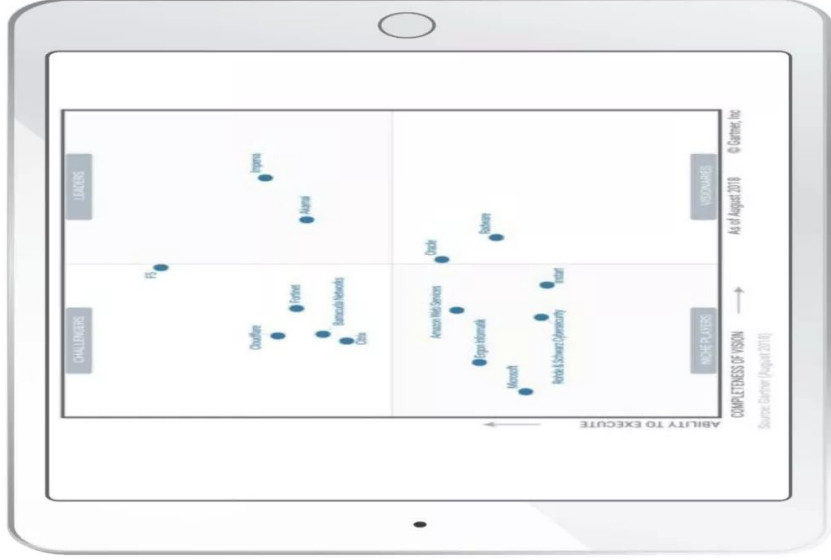 CHALLENGERS
LEADERS
F5
Cloudflare
Imperva
Fortinet
Akamai
Barracuda Networks
Citrix
Amazon Web Services
Oracle
Ergon Informatik
Radware
Microsoft
Instart
Rohde & Schwarz Cybersecurity
NICHE PLAYERS
VISIONARIES
ABILITY TO EXECUTE
COMPLETENESS OF VISION
As of August 2018
© Gartner, Inc
Source: Gartner (August 2018)